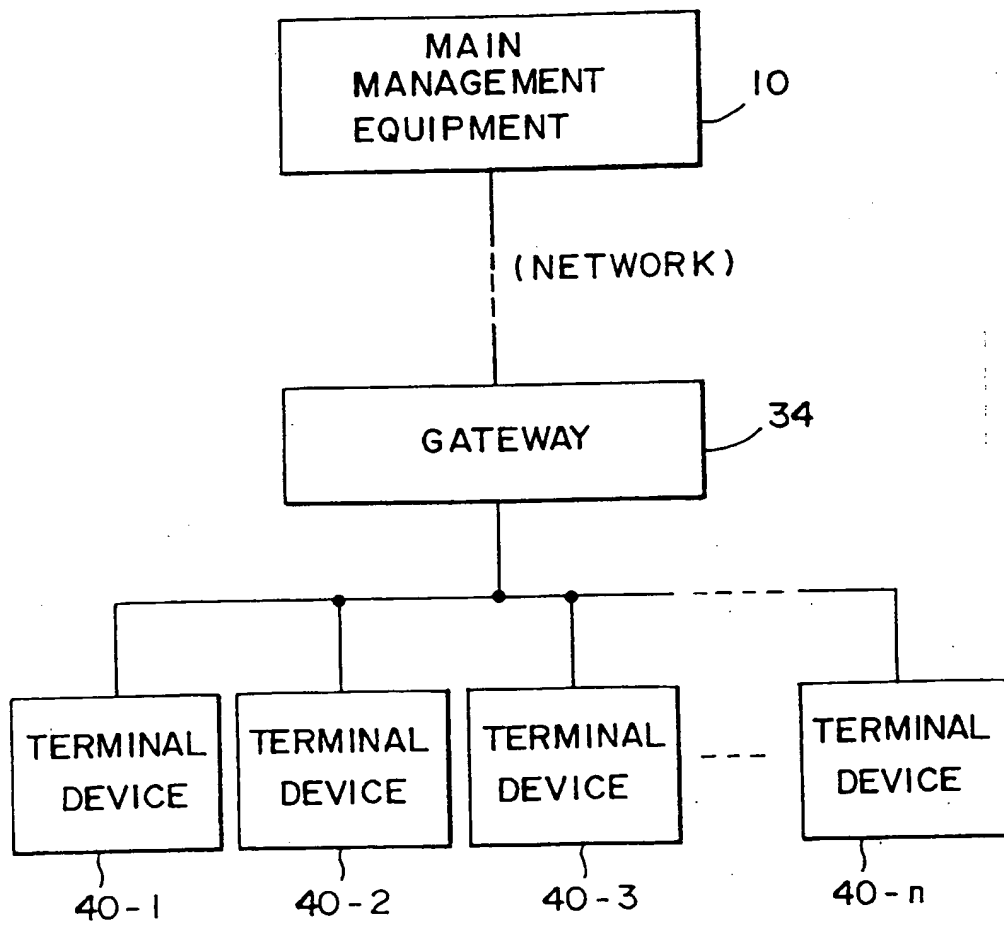 MAIN
MANAGEMENT
EQUIPMENT
10
(NETWORK)
GATEWAY
34
TERMINAL
DEVICE
TERMINAL
DEVICE
TERMINAL
DEVICE
TERMINAL
DEVICE
40-1
40-2
40-3
40-n